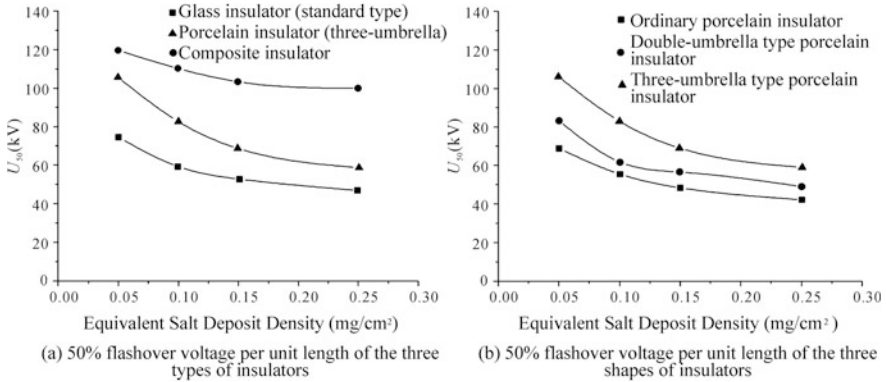 140
120
100
80
60
40
20
0
U₅₀(kV)
Glass insulator (standard type)
Porcelain insulator (three-umbrella)
Composite insulator
0.00 0.05 0.10 0.15 0.20 0.25 0.30
Equivalent Salt Deposit Density (mg/cm²)
(a) 50% flashover voltage per unit length of the three
types of insulators
140
120
100
80
60
40
20
0
U₅₀(kV)
Ordinary porcelain insulator
Double-umbrella type porcelain
insulator
Three-umbrella type porcelain
insulator
0.00 0.05 0.10 0.15 0.20 0.25 0.30
Equivalent Salt Deposit Density (mg/cm²)
(b) 50% flashover voltage per unit length of the three
shapes of insulators